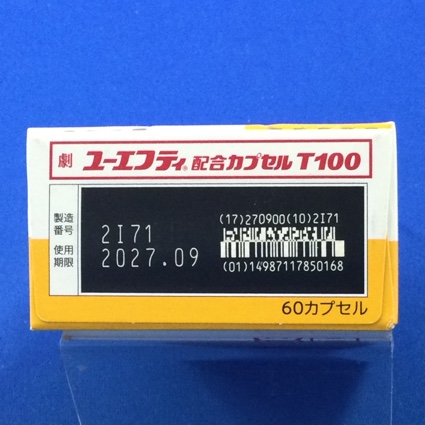 劇 ユーエフティ® 配合カプセル T100
製造番号 2I71
使用期限 2027.09
(17)270900(10)2I71
(01)14987117850168
60カプセル